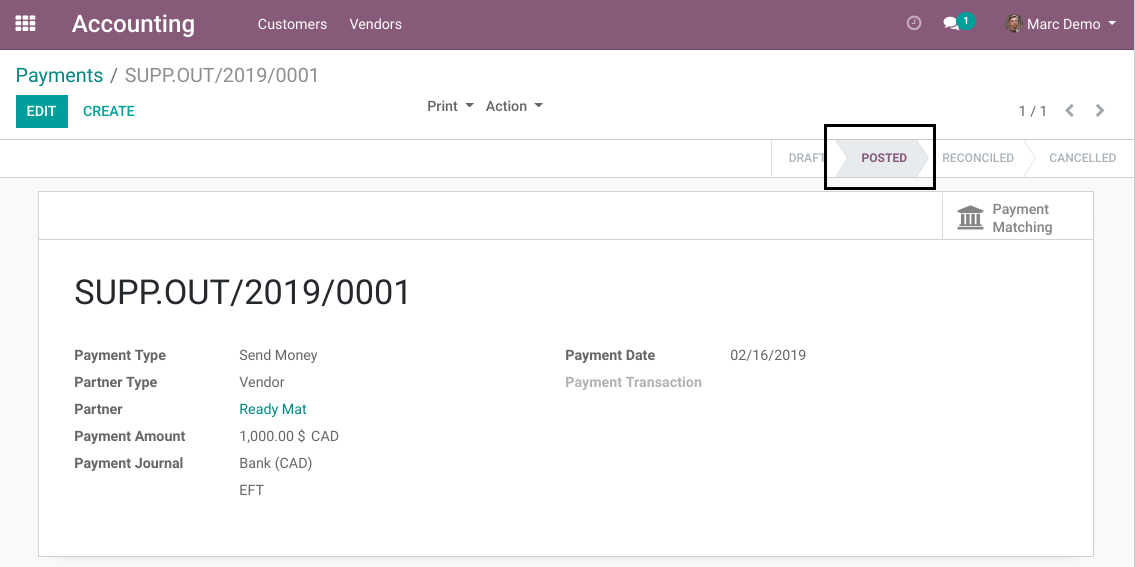 Accounting Customers Vendors 1 Marc Demo
Payments / SUPP.OUT/2019/0001
EDIT CREATE Print Action 1 / 1
DRAFT POSTED RECONCILED CANCELLED
Payment
Matching
SUPP.OUT/2019/0001
Payment Type Send Money Payment Date 02/16/2019
Partner Type Vendor Payment Transaction
Partner Ready Mat
Payment Amount 1,000.00 $ CAD
Payment Journal Bank (CAD)
EFT